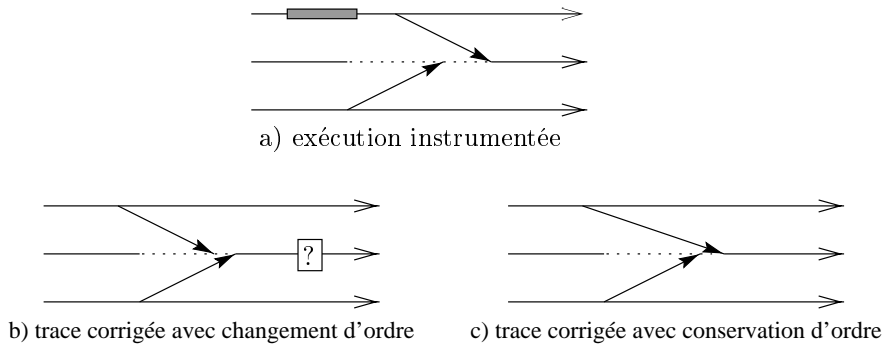 a) exécution instrumentée
?
b) trace corrigée avec changement d'ordre
c) trace corrigée avec conservation d'ordre